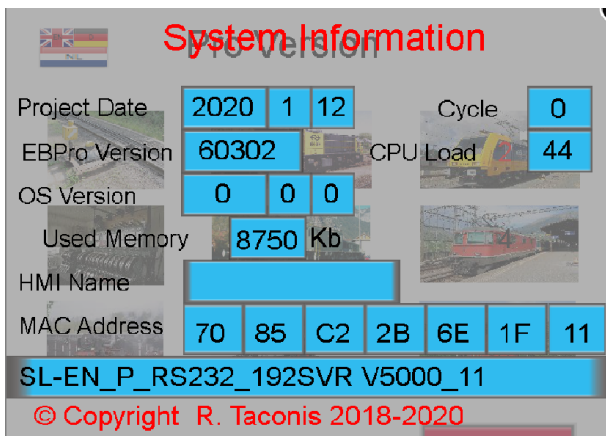 System Information
Pro Version
Project Date 2020 1 12 Cycle 0
EBPro Version 60302 CPU Load 44
OS Version 0 0 0
Used Memory 8750 Kb
HMI Name
MAC Address 70 85 C2 2B 6E 1F 11
SL-EN_P_RS232_192SVR V5000_11
© Copyright R. Taconis 2018-2020